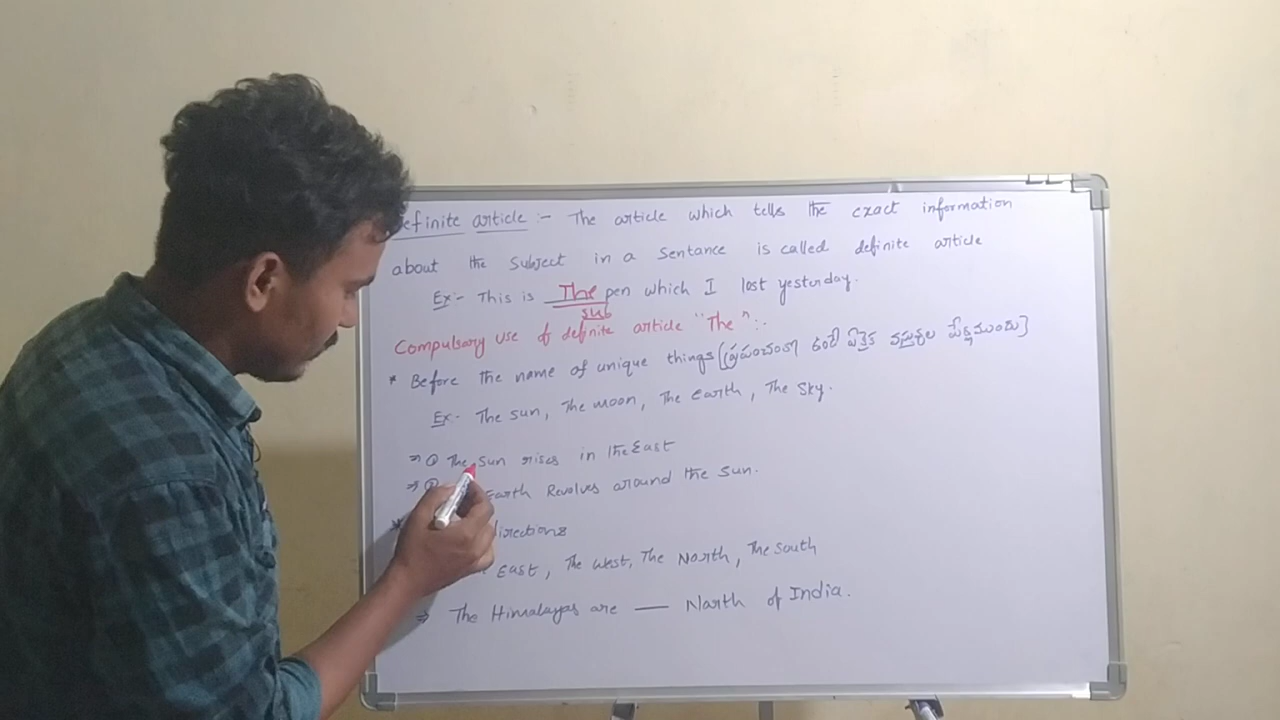 efinite article :- The article which tells the exact information
about the Subject in a sentance is called definite article
Ex:- This is The pen which I lost yesterday.
sub
Compulsary use of definite article "The":-
* Before the name of unique things (ప్రపంచంలో ఒంటి ఏకైక వస్తువుల పేర్లముందు)
Ex:- The Sun, The moon, The Earth, The Sky.
⇒ ① The Sun rises in the East
⇒ ② Earth Revolves around the Sun.
* directions
East, The West, The North, The South
⇒ The Himalayas are — North of India.